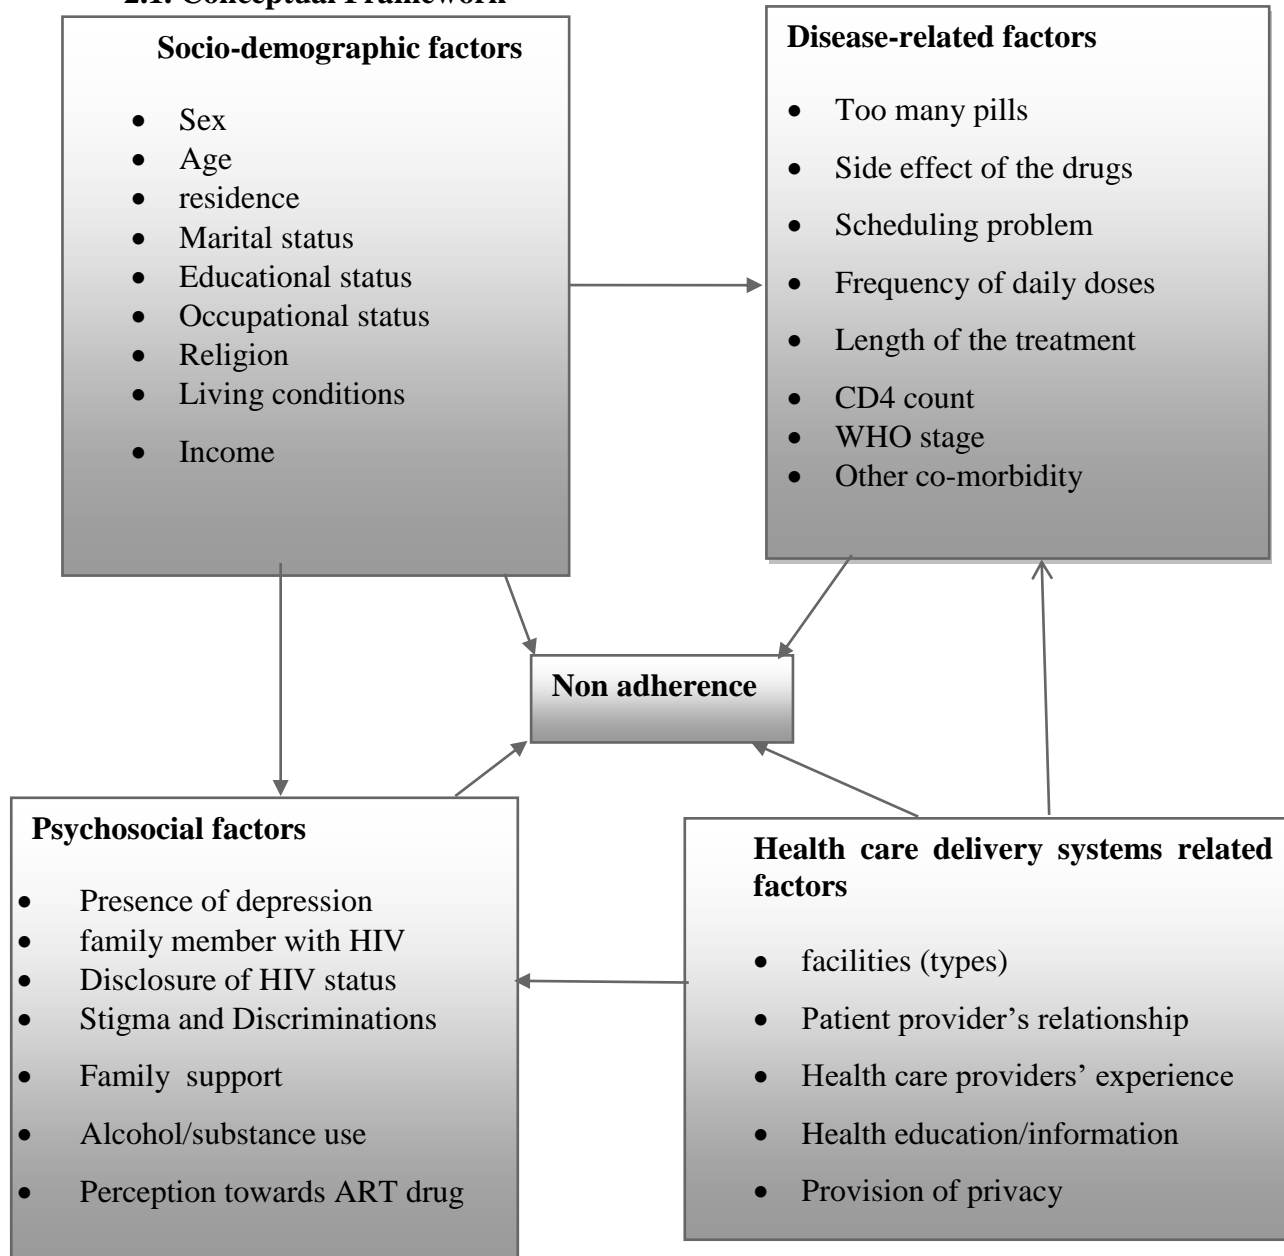 2.1. Conceptual Framework
Socio-demographic factors
• Sex
• Age
• residence
• Marital status
• Educational status
• Occupational status
• Religion
• Living conditions
• Income
Disease-related factors
• Too many pills
• Side effect of the drugs
• Scheduling problem
• Frequency of daily doses
• Length of the treatment
• CD4 count
• WHO stage
• Other co-morbidity
Non adherence
Psychosocial factors
• Presence of depression
• family member with HIV
• Disclosure of HIV status
• Stigma and Discriminations
• Family support
• Alcohol/substance use
• Perception towards ART drug
Health care delivery systems related
factors
• facilities (types)
• Patient provider’s relationship
• Health care providers’ experience
• Health education/information
• Provision of privacy